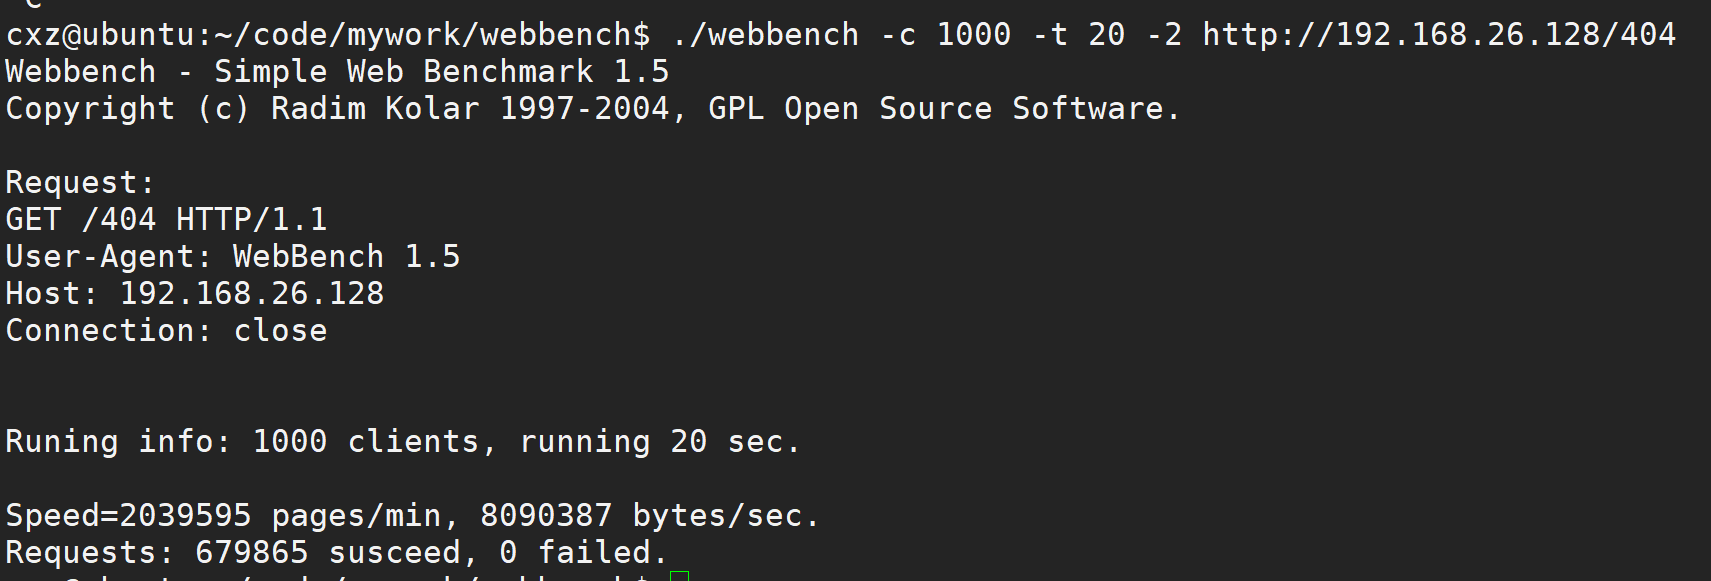 cxz@ubuntu:~/code/mywork/webbench$ ./webbench -c 1000 -t 20 -2 http://192.168.26.128/404
Webbench - Simple Web Benchmark 1.5
Copyright (c) Radim Kolar 1997-2004, GPL Open Source Software.
Request:
GET /404 HTTP/1.1
User-Agent: WebBench 1.5
Host: 192.168.26.128
Connection: close
Runing info: 1000 clients, running 20 sec.
Speed=2039595 pages/min, 8090387 bytes/sec.
Requests: 679865 susceed, 0 failed.